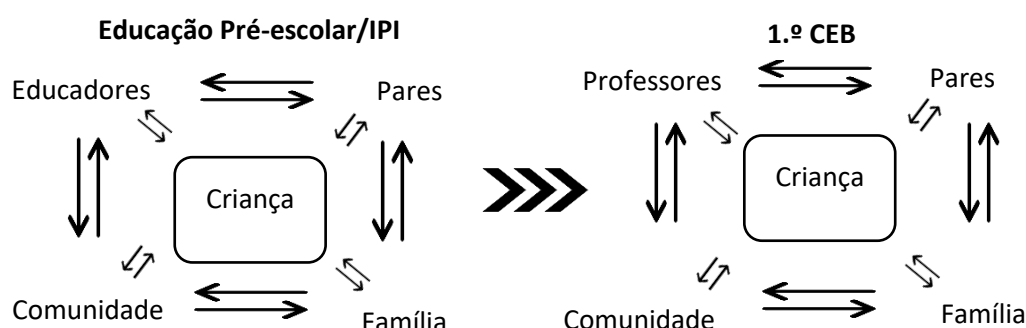 Educação Pré-escolar/IPI
Educadores
Pares
Criança
Comunidade
Família
1.º CEB
Professores
Pares
Criança
Comunidade
Família